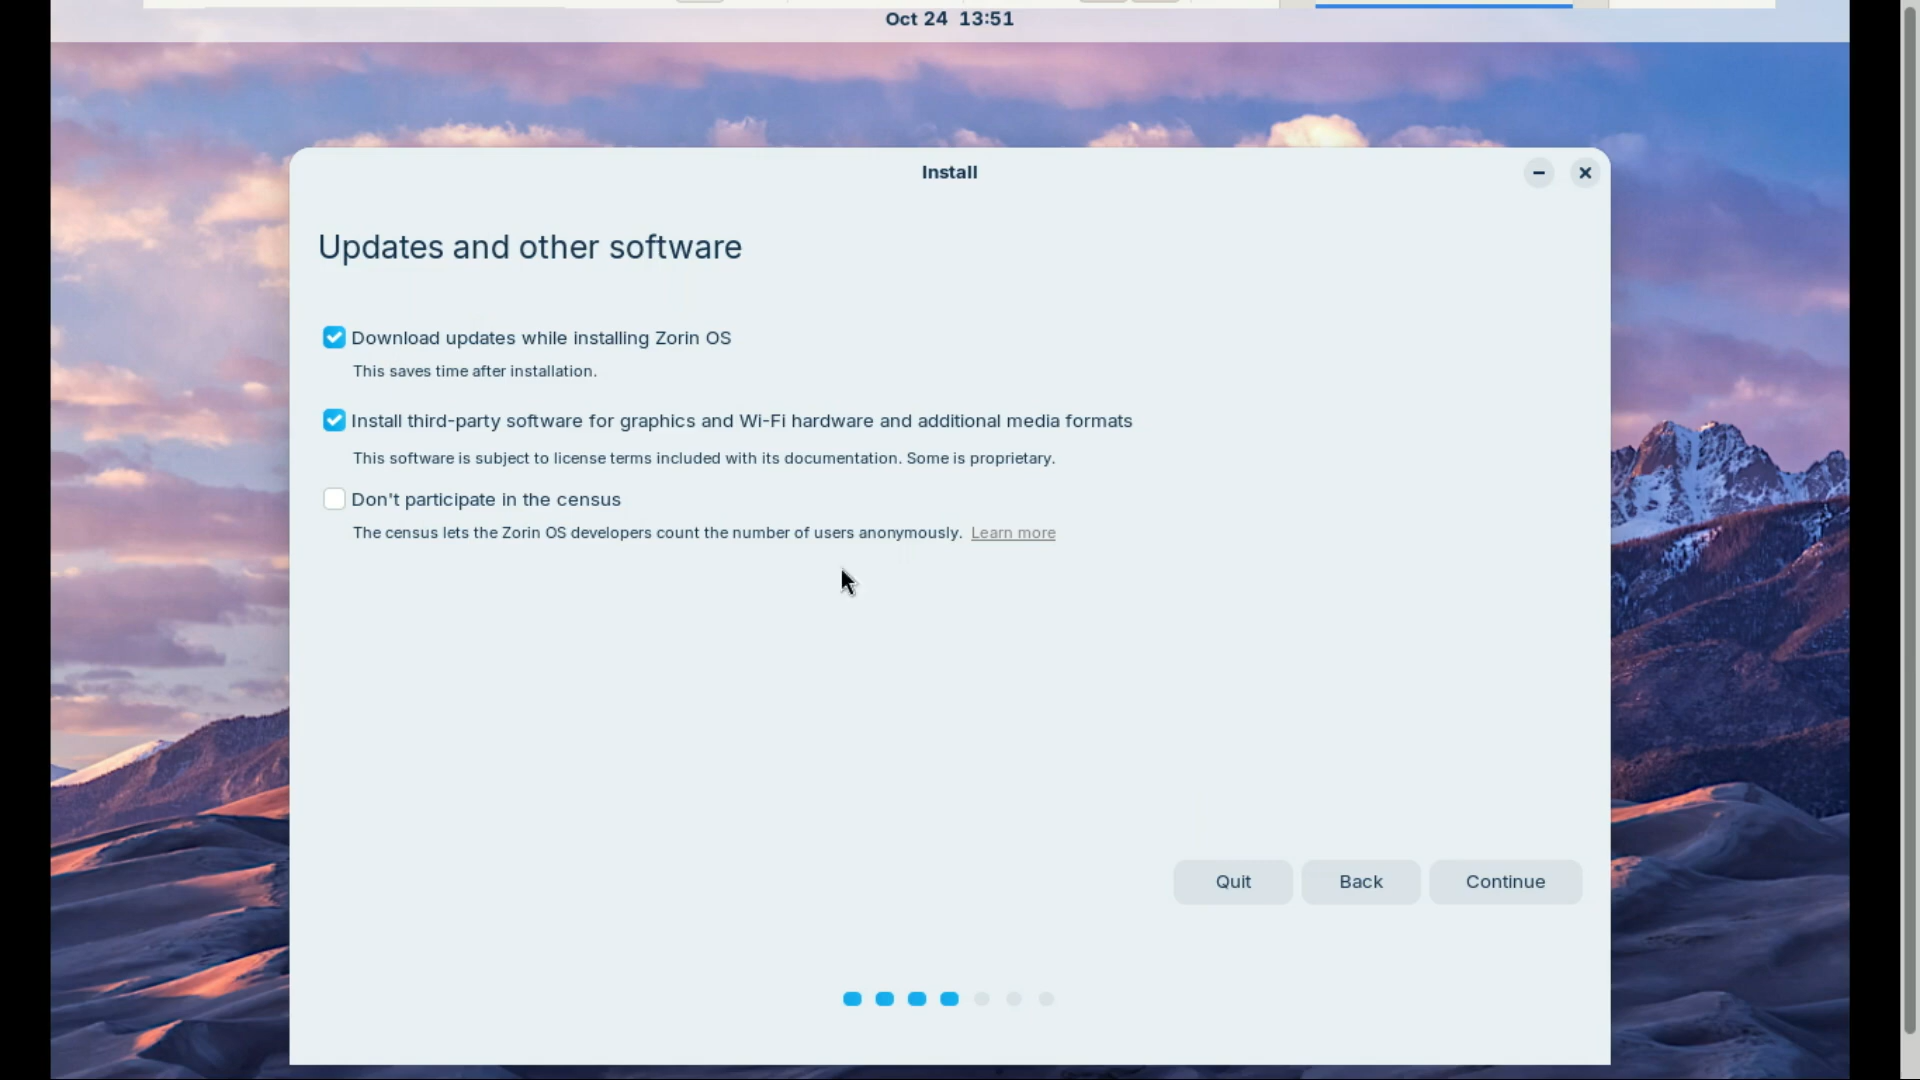 Oct 24 13:51
Install
Updates and other software
Download updates while installing Zorin OS
This saves time after installation.
Install third-party software for graphics and Wi-Fi hardware and additional media formats
This software is subject to license terms included with its documentation. Some is proprietary.
Don't participate in the census
The census lets the Zorin OS developers count the number of users anonymously. Learn more
Quit Back Continue